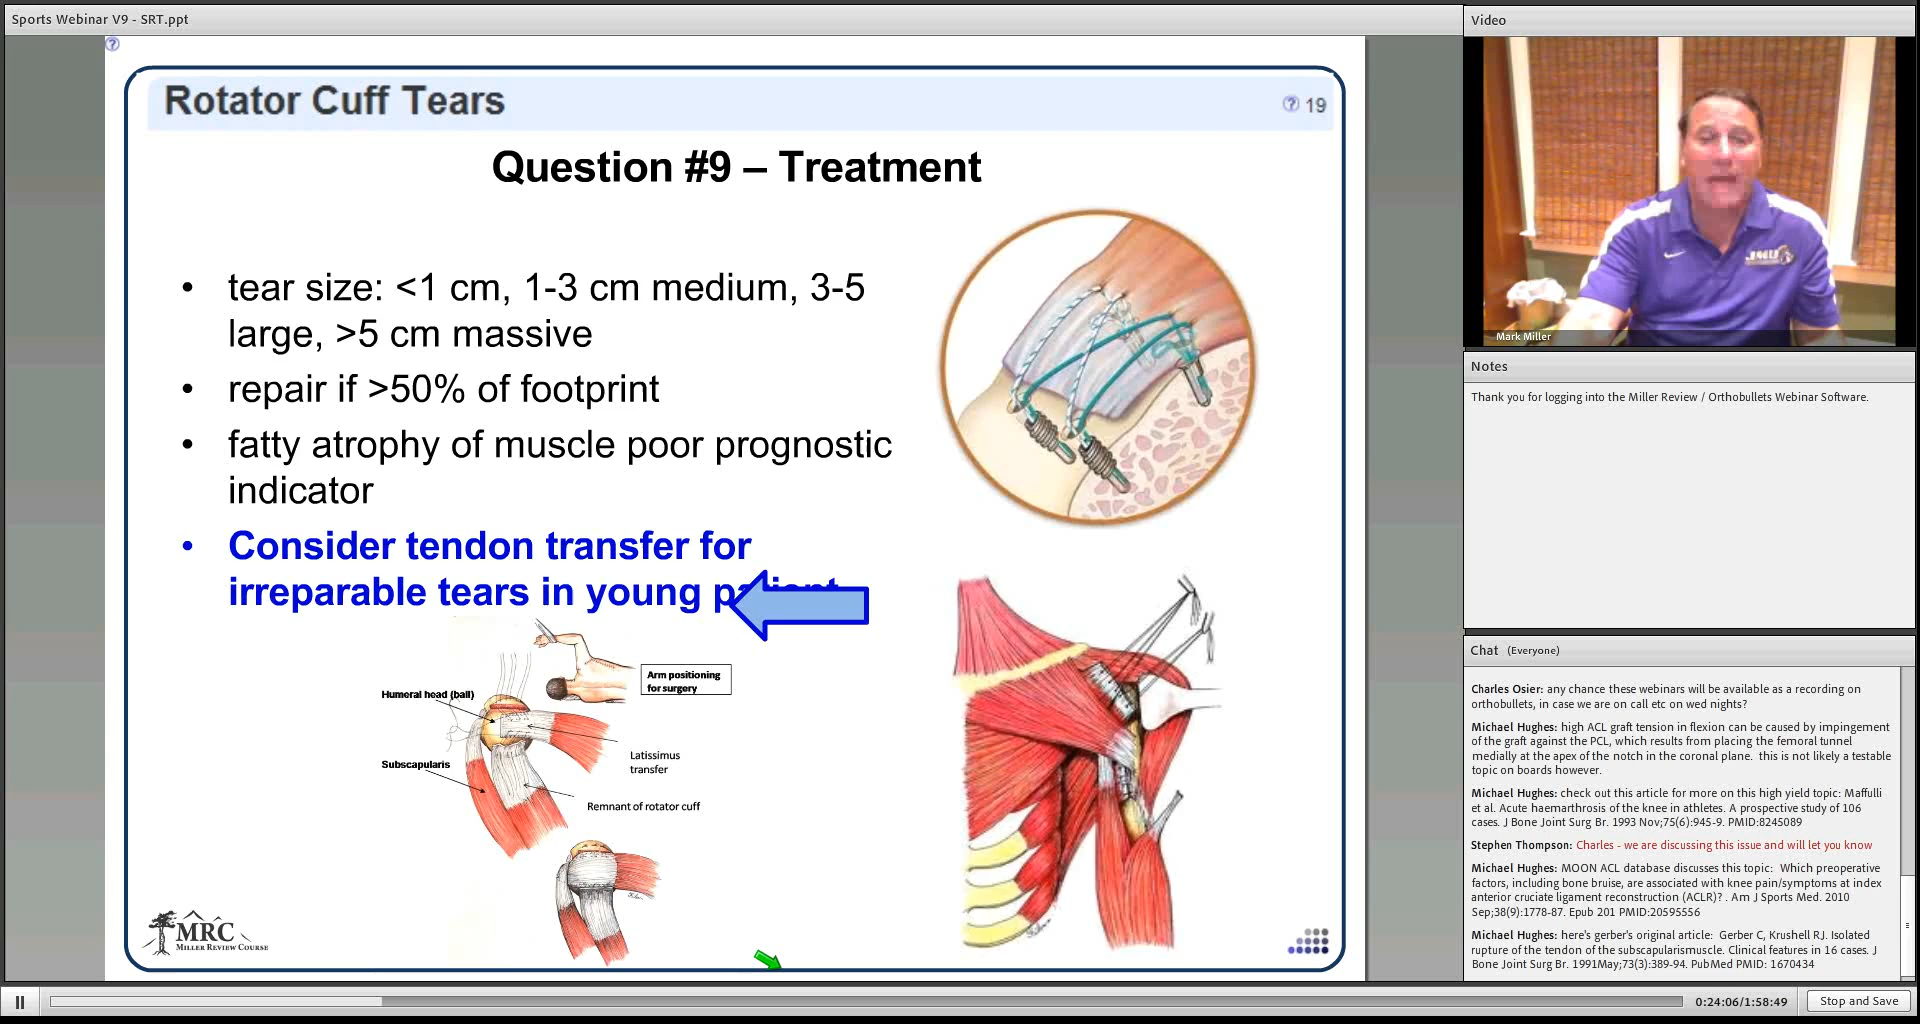 Sports Webinar V9 - SRT.ppt
Rotator Cuff Tears
19
Question #9 – Treatment
• tear size: <1 cm, 1-3 cm medium, 3-5
large, >5 cm massive
• repair if >50% of footprint
• fatty atrophy of muscle poor prognostic
indicator
• Consider tendon transfer for
irreparable tears in young patient
Arm positioning
for surgery
Humeral head (ball)
Latissimus
transfer
Subscapularis
Remnant of rotator cuff
MRC
MILLER REVIEW COURSE
Video
JMU
Mark Miller
Notes
Thank you for logging into the Miller Review / Orthobullets Webinar Software.
Chat (Everyone)
Charles Osier: any chance these webinars will be available as a recording on
orthobullets, in case we are on call etc on wed nights?
Michael Hughes: high ACL graft tension in flexion can be caused by impingement
of the graft against the PCL, which results from placing the femoral tunnel
medially at the apex of the notch in the coronal plane. this is not likely a testable
topic on boards however.
Michael Hughes: check out this article for more on this high yield topic: Maffulli
et al. Acute haemarthrosis of the knee in athletes. A prospective study of 106
cases. J Bone Joint Surg Br. 1993 Nov;75(6):945-9. PMID:8245089
Stephen Thompson: Charles - we are discussing this issue and will let you know
Michael Hughes: MOON ACL database discusses this topic: Which preoperative
factors, including bone bruise, are associated with knee pain/symptoms at index
anterior cruciate ligament reconstruction (ACLR)? . Am J Sports Med. 2010
Sep;38(9):1778-87. Epub 201 PMID:20595556
Michael Hughes: here's gerber's original article: Gerber C, Krushell RJ. Isolated
rupture of the tendon of the subscapularismuscle. Clinical features in 16 cases. J
Bone Joint Surg Br. 1991May;73(3):389-94. PubMed PMID: 1670434
0:24:06/1:58:49
Stop and Save